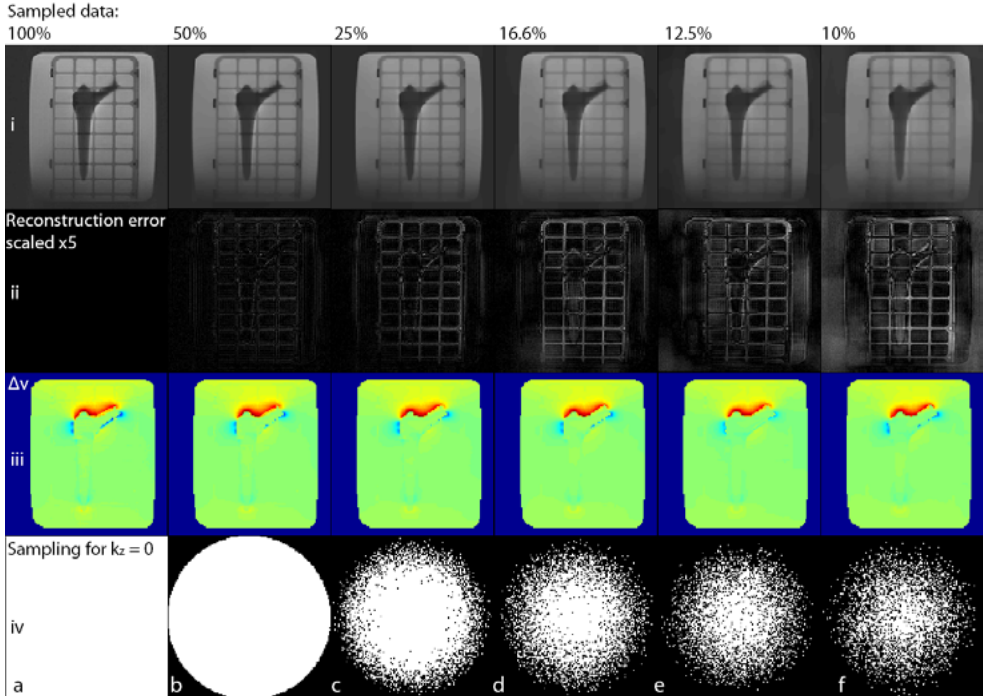 Sampled data:
100% 50% 25% 16.6% 12.5% 10%
i
Reconstruction error
scaled x5
ii
Δv
iii
Sampling for kz = 0
iv
a b c d e f